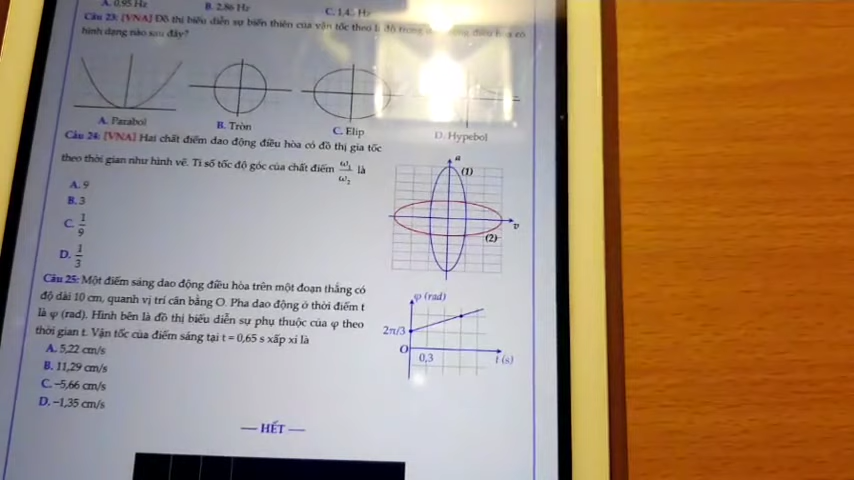 A. 0,95 Hz
B. 2,86 Hz
C. 1,4 Hz
Câu 23: [VNA] Đồ thị biểu diễn sự biến thiên của vận tốc theo li độ trong điều hòa có
hình dạng nào sau đây?
A. Parabol
B. Tròn
C. Elip
D. Hypebol
Câu 24: [VNA] Hai chất điểm dao động điều hòa có đồ thị gia tốc
theo thời gian như hình vẽ. Tỉ số tốc độ góc của chất điểm ω₁/ω₂ là
A. 9
B. 3
C. 1/9
D. 1/3
a
(1)
v
(2)
Câu 25: Một điểm sáng dao động điều hòa trên một đoạn thẳng có
độ dài 10 cm, quanh vị trí cân bằng O. Pha dao động ở thời điểm t
là φ (rad). Hình bên là đồ thị biểu diễn sự phụ thuộc của φ theo
thời gian t. Vận tốc của điểm sáng tại t = 0,65 s xấp xỉ là
A. 5,22 cm/s
B. 11,29 cm/s
C. −5,66 cm/s
D. −1,35 cm/s
φ (rad)
2π/3
O
0,3
t (s)
— HẾT —